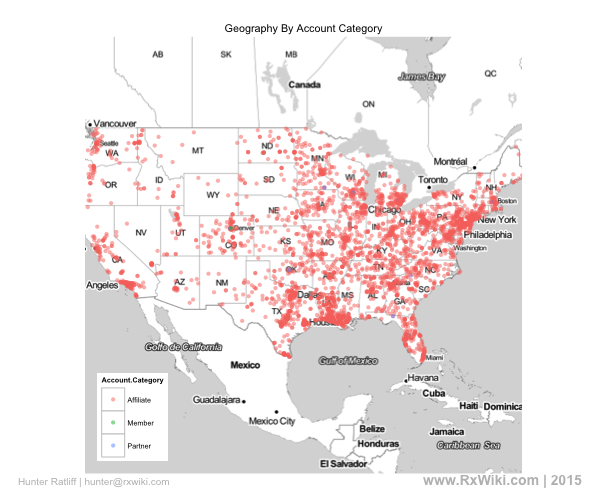 Geography By Account Category
AB
SK
MB
James Bay
QC
Canada
ON
Vancouver
Seattle
WA
MT
ND
MN
Montréal
OR
ID
SD
WI
MI
Toronto
NH
WY
IA
NY
Boston
NE
Chicago
NV
UT
Denver
CO
IN
OH
PA
New York
Philadelphia
CA
KS
MO
KY
VA
Washington
Angeles
AZ
NM
OK
TN
NC
Dallas
MS
AL
GA
SC
TX
Golfo de California
Gulf of Mexico
Miami
Mexico
Havana
Cuba
Guadalajara
Mexico City
Haiti
Dominica
Belize
Jamaica
Honduras
Caribbean Sea
El Salvador
Account.Category
Affiliate
Member
Partner
Hunter Ratliff | hunter@rxwiki.com
www.RxWiki.com | 2015